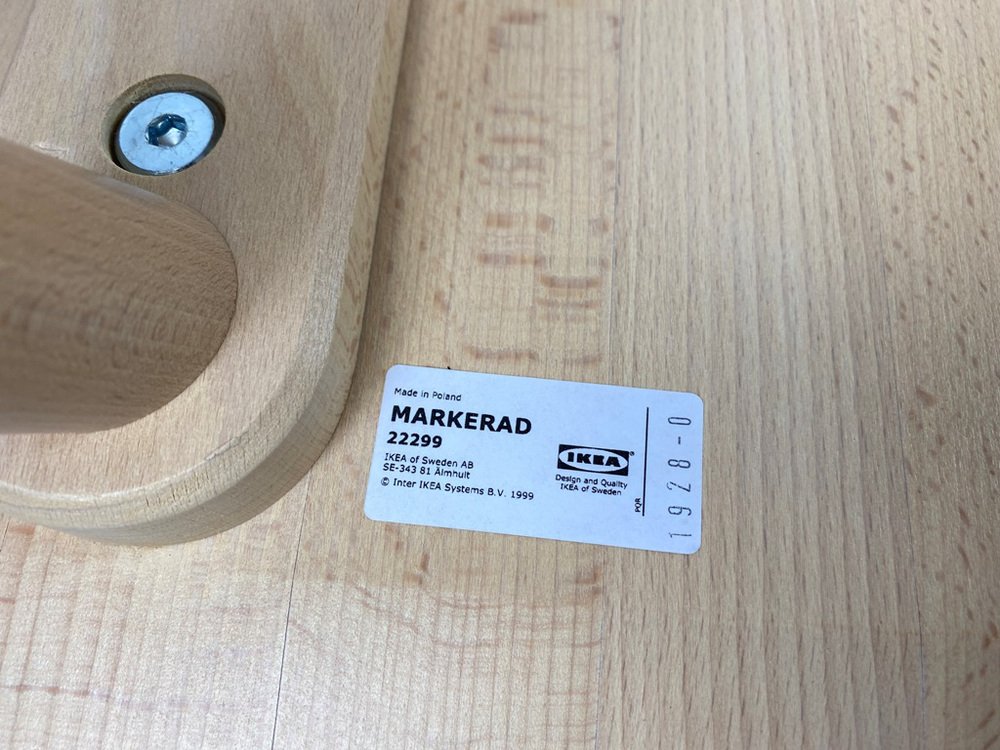 Made in Poland
MARKERAD
22299
IKEA of Sweden AB
SE-343 81 Älmhult
© Inter IKEA Systems B.V. 1999
IKEA®
Design and Quality
IKEA of Sweden
PQR
1928-0